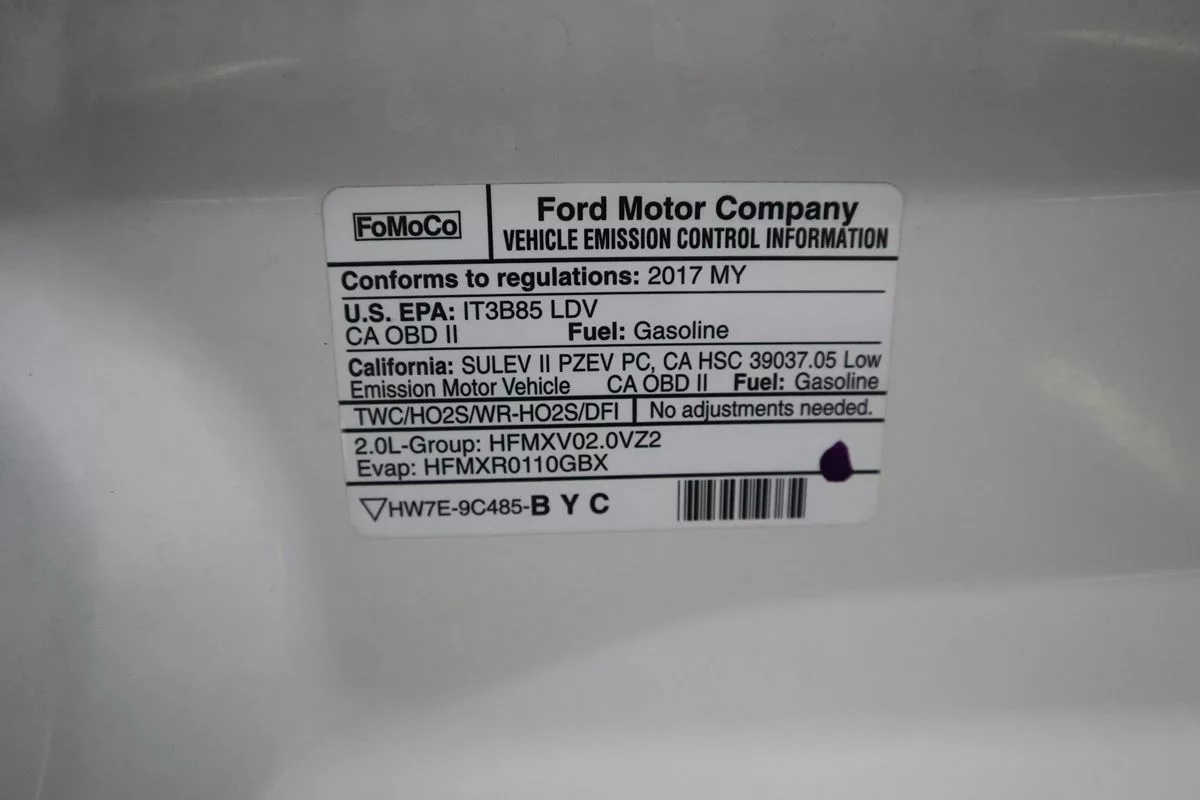 FoMoCo
Ford Motor Company
VEHICLE EMISSION CONTROL INFORMATION
Conforms to regulations: 2017 MY
U.S. EPA: IT3B85 LDV
CA OBD II Fuel: Gasoline
California: SULEV II PZEV PC, CA HSC 39037.05 Low
Emission Motor Vehicle CA OBD II Fuel: Gasoline
TWC/HO2S/WR-HO2S/DFI No adjustments needed.
2.0L-Group: HFMXV02.0VZ2
Evap: HFMXR0110GBX
HW7E-9C485-B Y C